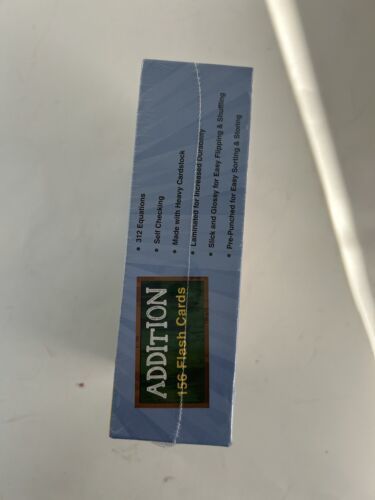 ADDITION
156 Flash Cards
• 312 Equations
• Self Checking
• Made with Heavy Cardstock
• Laminated for Increased Durability
• Slick and Glossy for Easy Flipping & Shuffling
• Pre-Punched for Easy Sorting & Storing